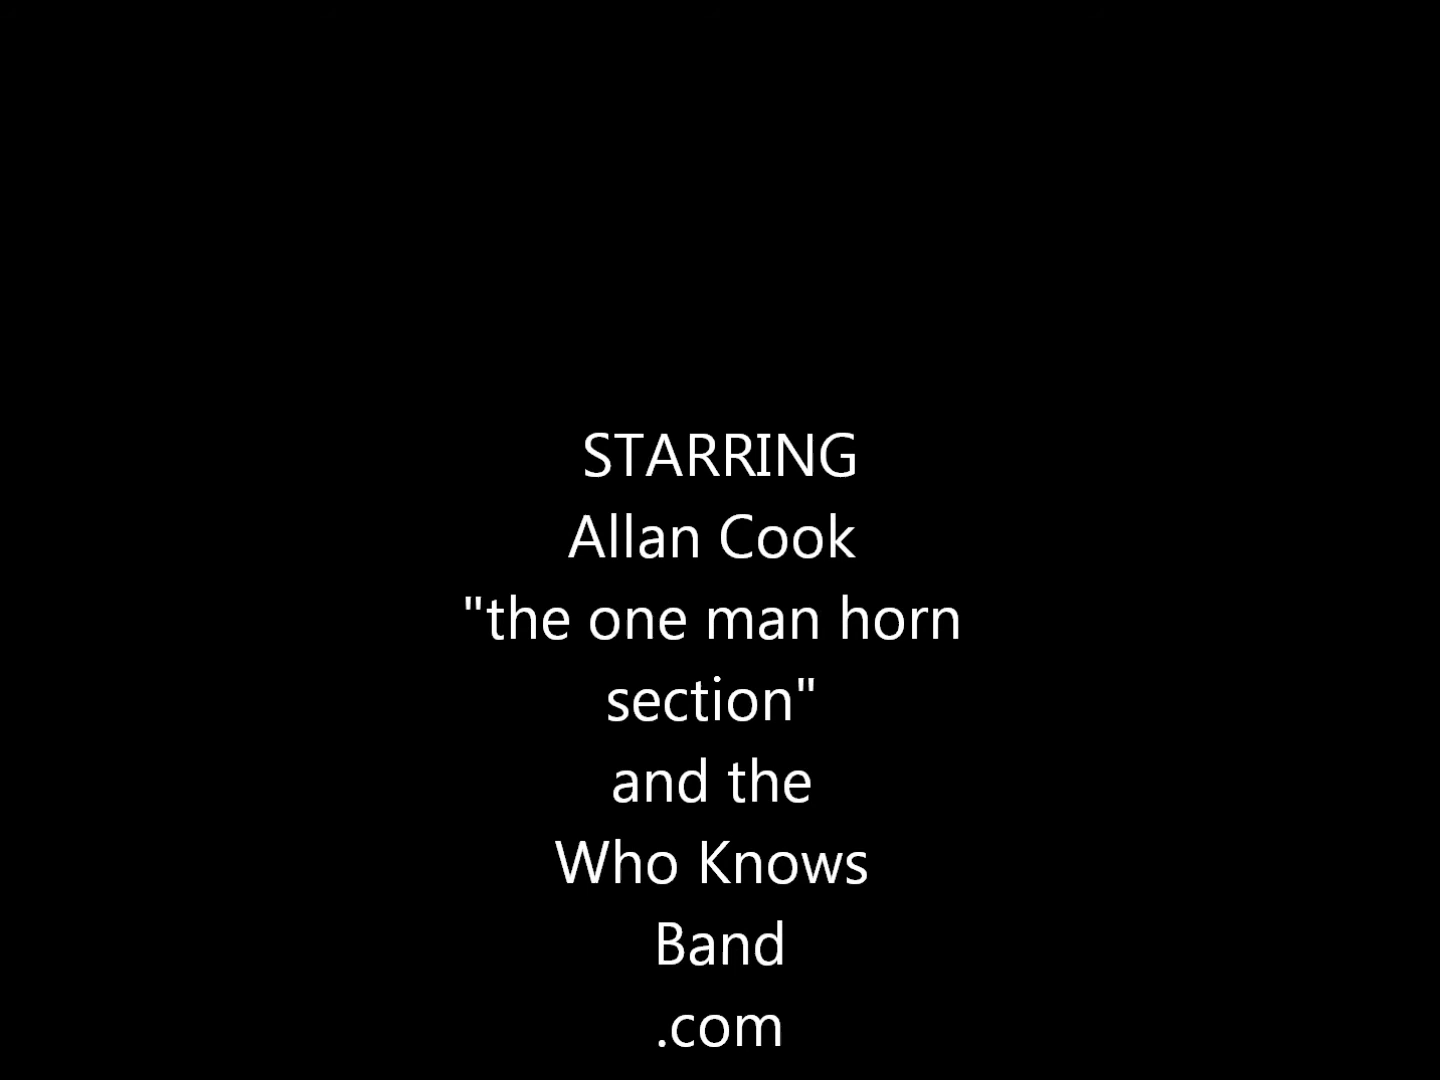 STARRING
Allan Cook
"the one man horn
section"
and the
Who Knows
Band
.com